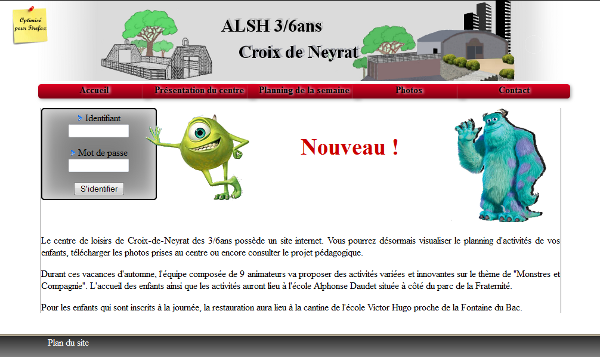 Optimisé
pour Firefox
ALSH 3/6ans
Croix de Neyrat
Accueil Présentation du centre Planning de la semaine Photos Contact
Identifiant
Mot de passe
S'identifier
Nouveau !
Le centre de loisirs de Croix-de-Neyrat des 3/6ans possède un site internet. Vous pourrez désormais visualiser le planning d'activités de vos
enfants, télécharger les photos prises au centre ou encore consulter le projet pédagogique.
Durant ces vacances d'automne, l'équipe composée de 9 animateurs va proposer des activités variées et innovantes sur le thème de "Monstres et
Compagnie". L'accueil des enfants ainsi que les activités auront lieu à l'école Alphonse Daudet située à côté du parc de la Fraternité.
Pour les enfants qui sont inscrits à la journée, la restauration aura lieu à la cantine de l'école Victor Hugo proche de la Fontaine du Bac.
Plan du site